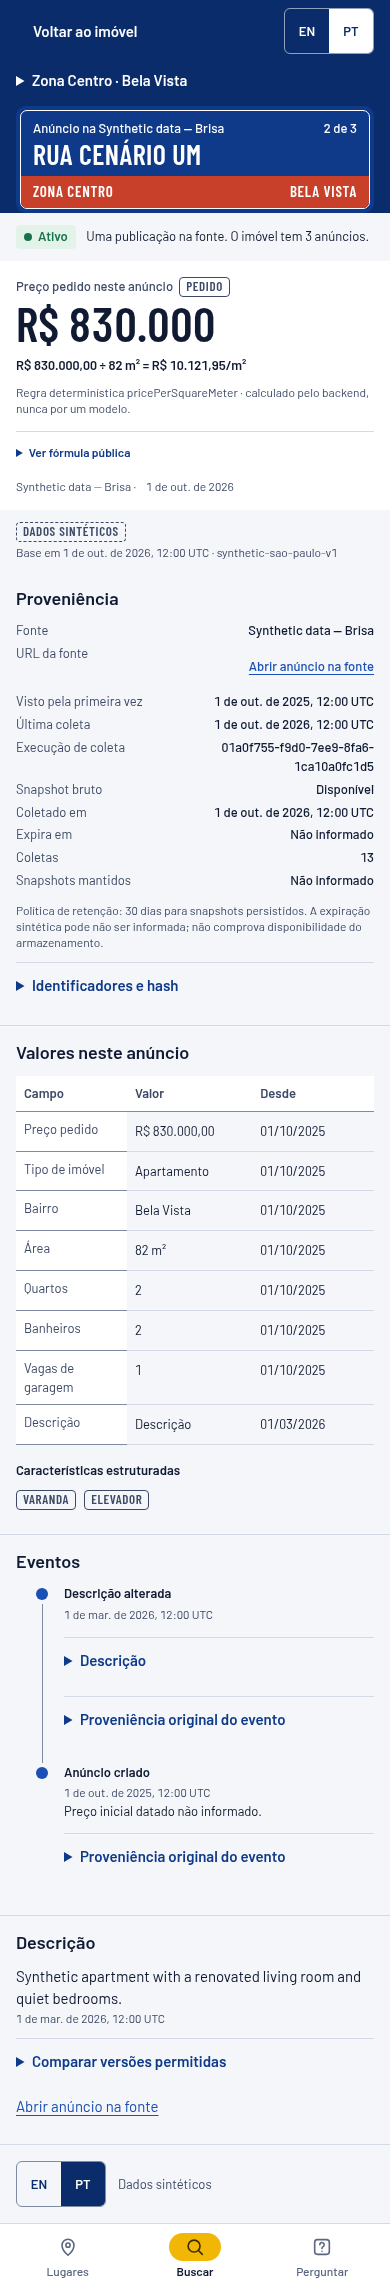 Voltar ao imóvel
EN PT
Zona Centro · Bela Vista
Anúncio na Synthetic data — Brisa 2 de 3
RUA CENÁRIO UM
ZONA CENTRO BELA VISTA
Ativo Uma publicação na fonte. O imóvel tem 3 anúncios.
Preço pedido neste anúncio PEDIDO
R$ 830.000
R$ 830.000,00 ÷ 82 m² = R$ 10.121,95/m²
Regra determinística pricePerSquareMeter · calculado pelo backend,
nunca por um modelo.
Ver fórmula pública
Synthetic data — Brisa · 1 de out. de 2026
DADOS SINTÉTICOS
Base em 1 de out. de 2026, 12:00 UTC · synthetic-sao-paulo-v1
Proveniência
Fonte Synthetic data — Brisa
URL da fonte
Abrir anúncio na fonte
Visto pela primeira vez 1 de out. de 2025, 12:00 UTC
Última coleta 1 de out. de 2026, 12:00 UTC
Execução de coleta 01a0f755-f9d0-7ee9-8fa6-
1ca10a0fc1d5
Snapshot bruto Disponível
Coletado em 1 de out. de 2026, 12:00 UTC
Expira em Não informado
Coletas 13
Snapshots mantidos Não informado
Política de retenção: 30 dias para snapshots persistidos. A expiração
sintética pode não ser informada; não comprova disponibilidade do
armazenamento.
Identificadores e hash
Valores neste anúncio
Campo Valor Desde
Preço pedido R$ 830.000,00 01/10/2025
Tipo de imóvel Apartamento 01/10/2025
Bairro Bela Vista 01/10/2025
Área 82 m² 01/10/2025
Quartos 2 01/10/2025
Banheiros 2 01/10/2025
Vagas de
garagem 1 01/10/2025
Descrição Descrição 01/03/2026
Características estruturadas
VARANDA ELEVADOR
Eventos
Descrição alterada
1 de mar. de 2026, 12:00 UTC
Descrição
Proveniência original do evento
Anúncio criado
1 de out. de 2025, 12:00 UTC
Preço inicial datado não informado.
Proveniência original do evento
Descrição
Synthetic apartment with a renovated living room and
quiet bedrooms.
1 de mar. de 2026, 12:00 UTC
Comparar versões permitidas
Abrir anúncio na fonte
EN PT Dados sintéticos
Lugares Buscar Perguntar